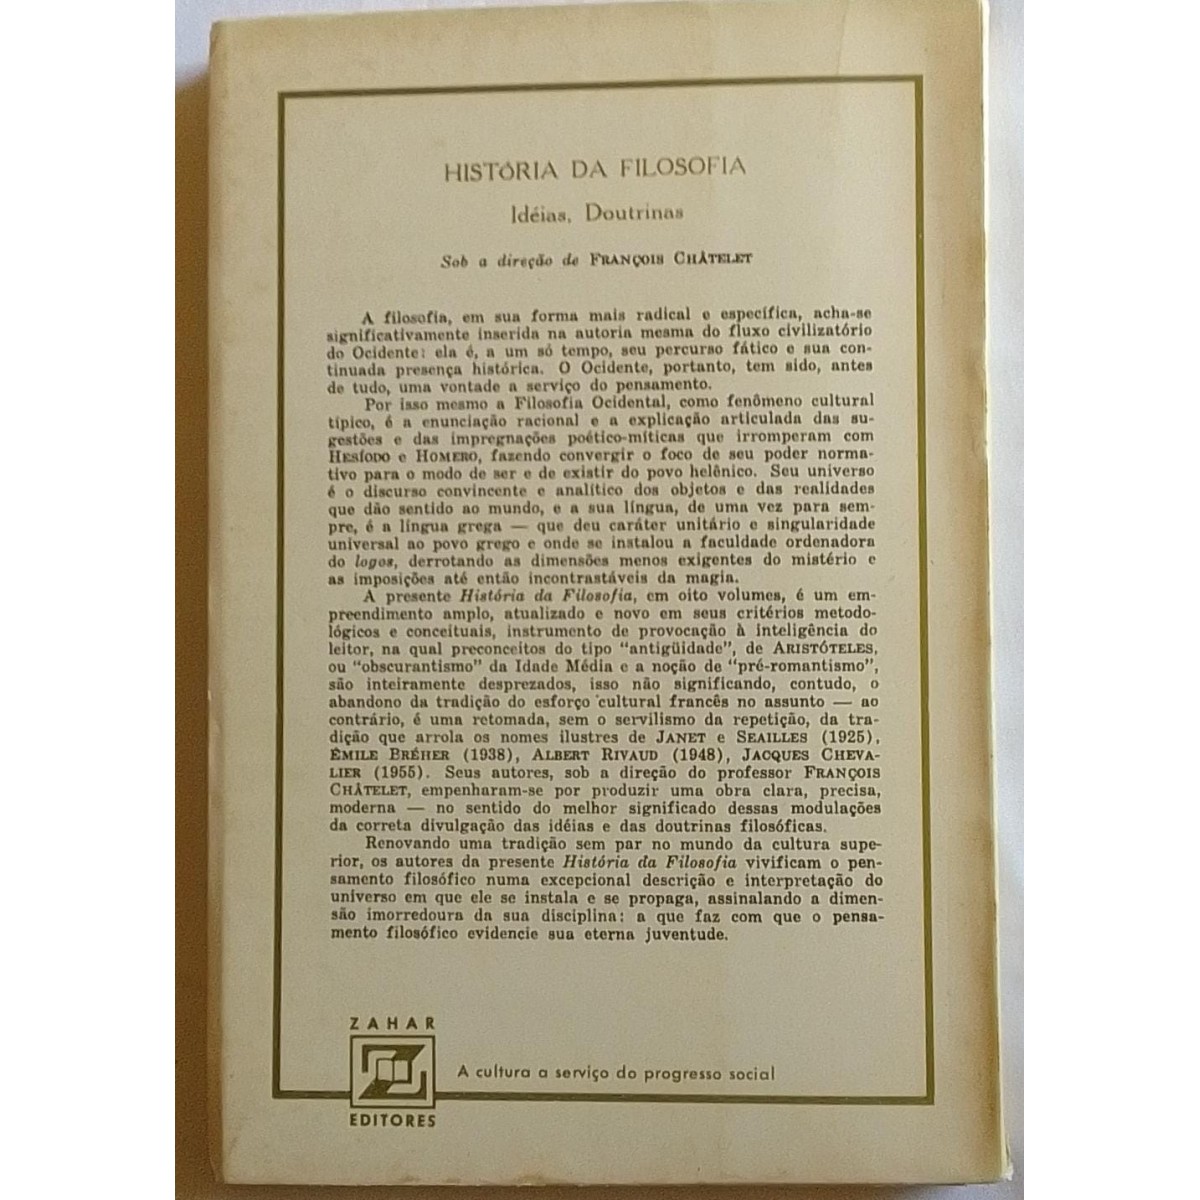 HISTÓRIA DA FILOSOFIA
Idéias, Doutrinas
Sob a direção de FRANÇOIS CHÂTELET
A filosofia, em sua forma mais radical e específica, acha-se
significativamente inserida na autoria mesma do fluxo civilizatório
do Ocidente: ela é, a um só tempo, seu percurso fático e sua con-
tinuada presença histórica. O Ocidente, portanto, tem sido, antes
de tudo, uma vontade a serviço do pensamento.
Por isso mesmo a Filosofia Ocidental, como fenômeno cultural
típico, é a enunciação racional e a explicação articulada das su-
gestões e das impregnações poético-míticas que irromperam com
HESÍODO e HOMERO, fazendo convergir o foco de seu poder norma-
tivo para o modo de ser e de existir do povo helênico. Seu universo
é o discurso convincente e analítico dos objetos e das realidades
que dão sentido ao mundo, e a sua língua, de uma vez para sem-
pre, é a língua grega — que deu caráter unitário e singularidade
universal ao povo grego e onde se instalou a faculdade ordenadora
do logos, derrotando as dimensões menos exigentes do mistério e
as imposições até então incontrastáveis da magia.
A presente História da Filosofia, em oito volumes, é um em-
preendimento amplo, atualizado e novo em seus critérios metodo-
lógicos e conceituais, instrumento de provocação à inteligência do
leitor, na qual preconceitos do tipo "antigüidade", de ARISTÓTELES,
ou "obscurantismo" da Idade Média e a noção de "pré-romantismo",
são inteiramente desprezados, isso não significando, contudo, o
abandono da tradição do esforço cultural francês no assunto — ao
contrário, é uma retomada, sem o servilismo da repetição, da tra-
dição que arrola os nomes ilustres de JANET e SEAILLES (1925),
ÉMILE BRÉHER (1938), ALBERT RIVAUD (1948), JACQUES CHEVA-
LIER (1955). Seus autores, sob a direção do professor FRANÇOIS
CHÂTELET, empenharam-se por produzir uma obra clara, precisa,
moderna — no sentido do melhor significado dessas modulações
da correta divulgação das idéias e das doutrinas filosóficas.
Renovando uma tradição sem par no mundo da cultura supe-
rior, os autores da presente História da Filosofia vivificam o pen-
samento filosófico numa excepcional descrição e interpretação do
universo em que ele se instala e se propaga, assinalando a dimen-
são imorredoura da sua disciplina: a que faz com que o pensa-
mento filosófico evidencie sua eterna juventude.
ZAHAR
A cultura a serviço do progresso social
EDITORES